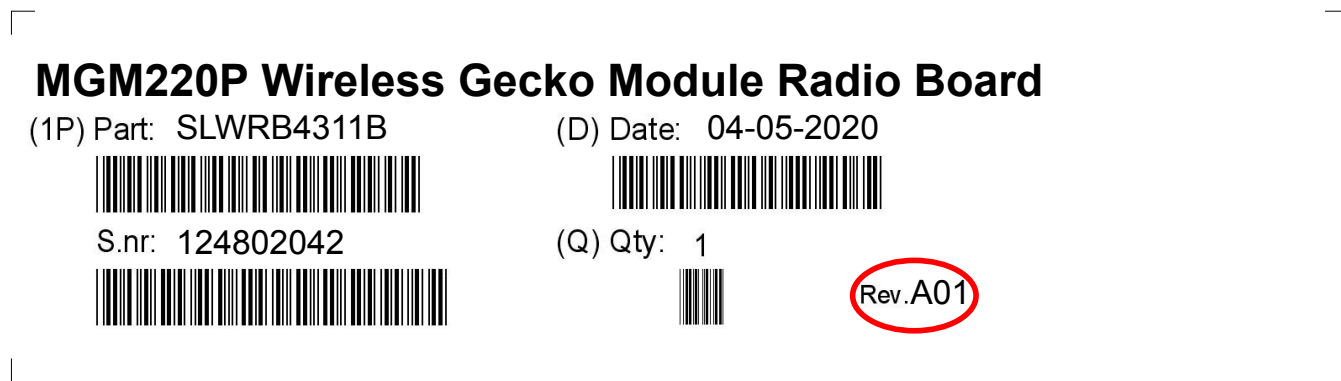 MGM220P Wireless Gecko Module Radio Board
(1P) Part: SLWRB4311B
(D) Date: 04-05-2020
S.nr: 124802042
(Q) Qty: 1
Rev.A01